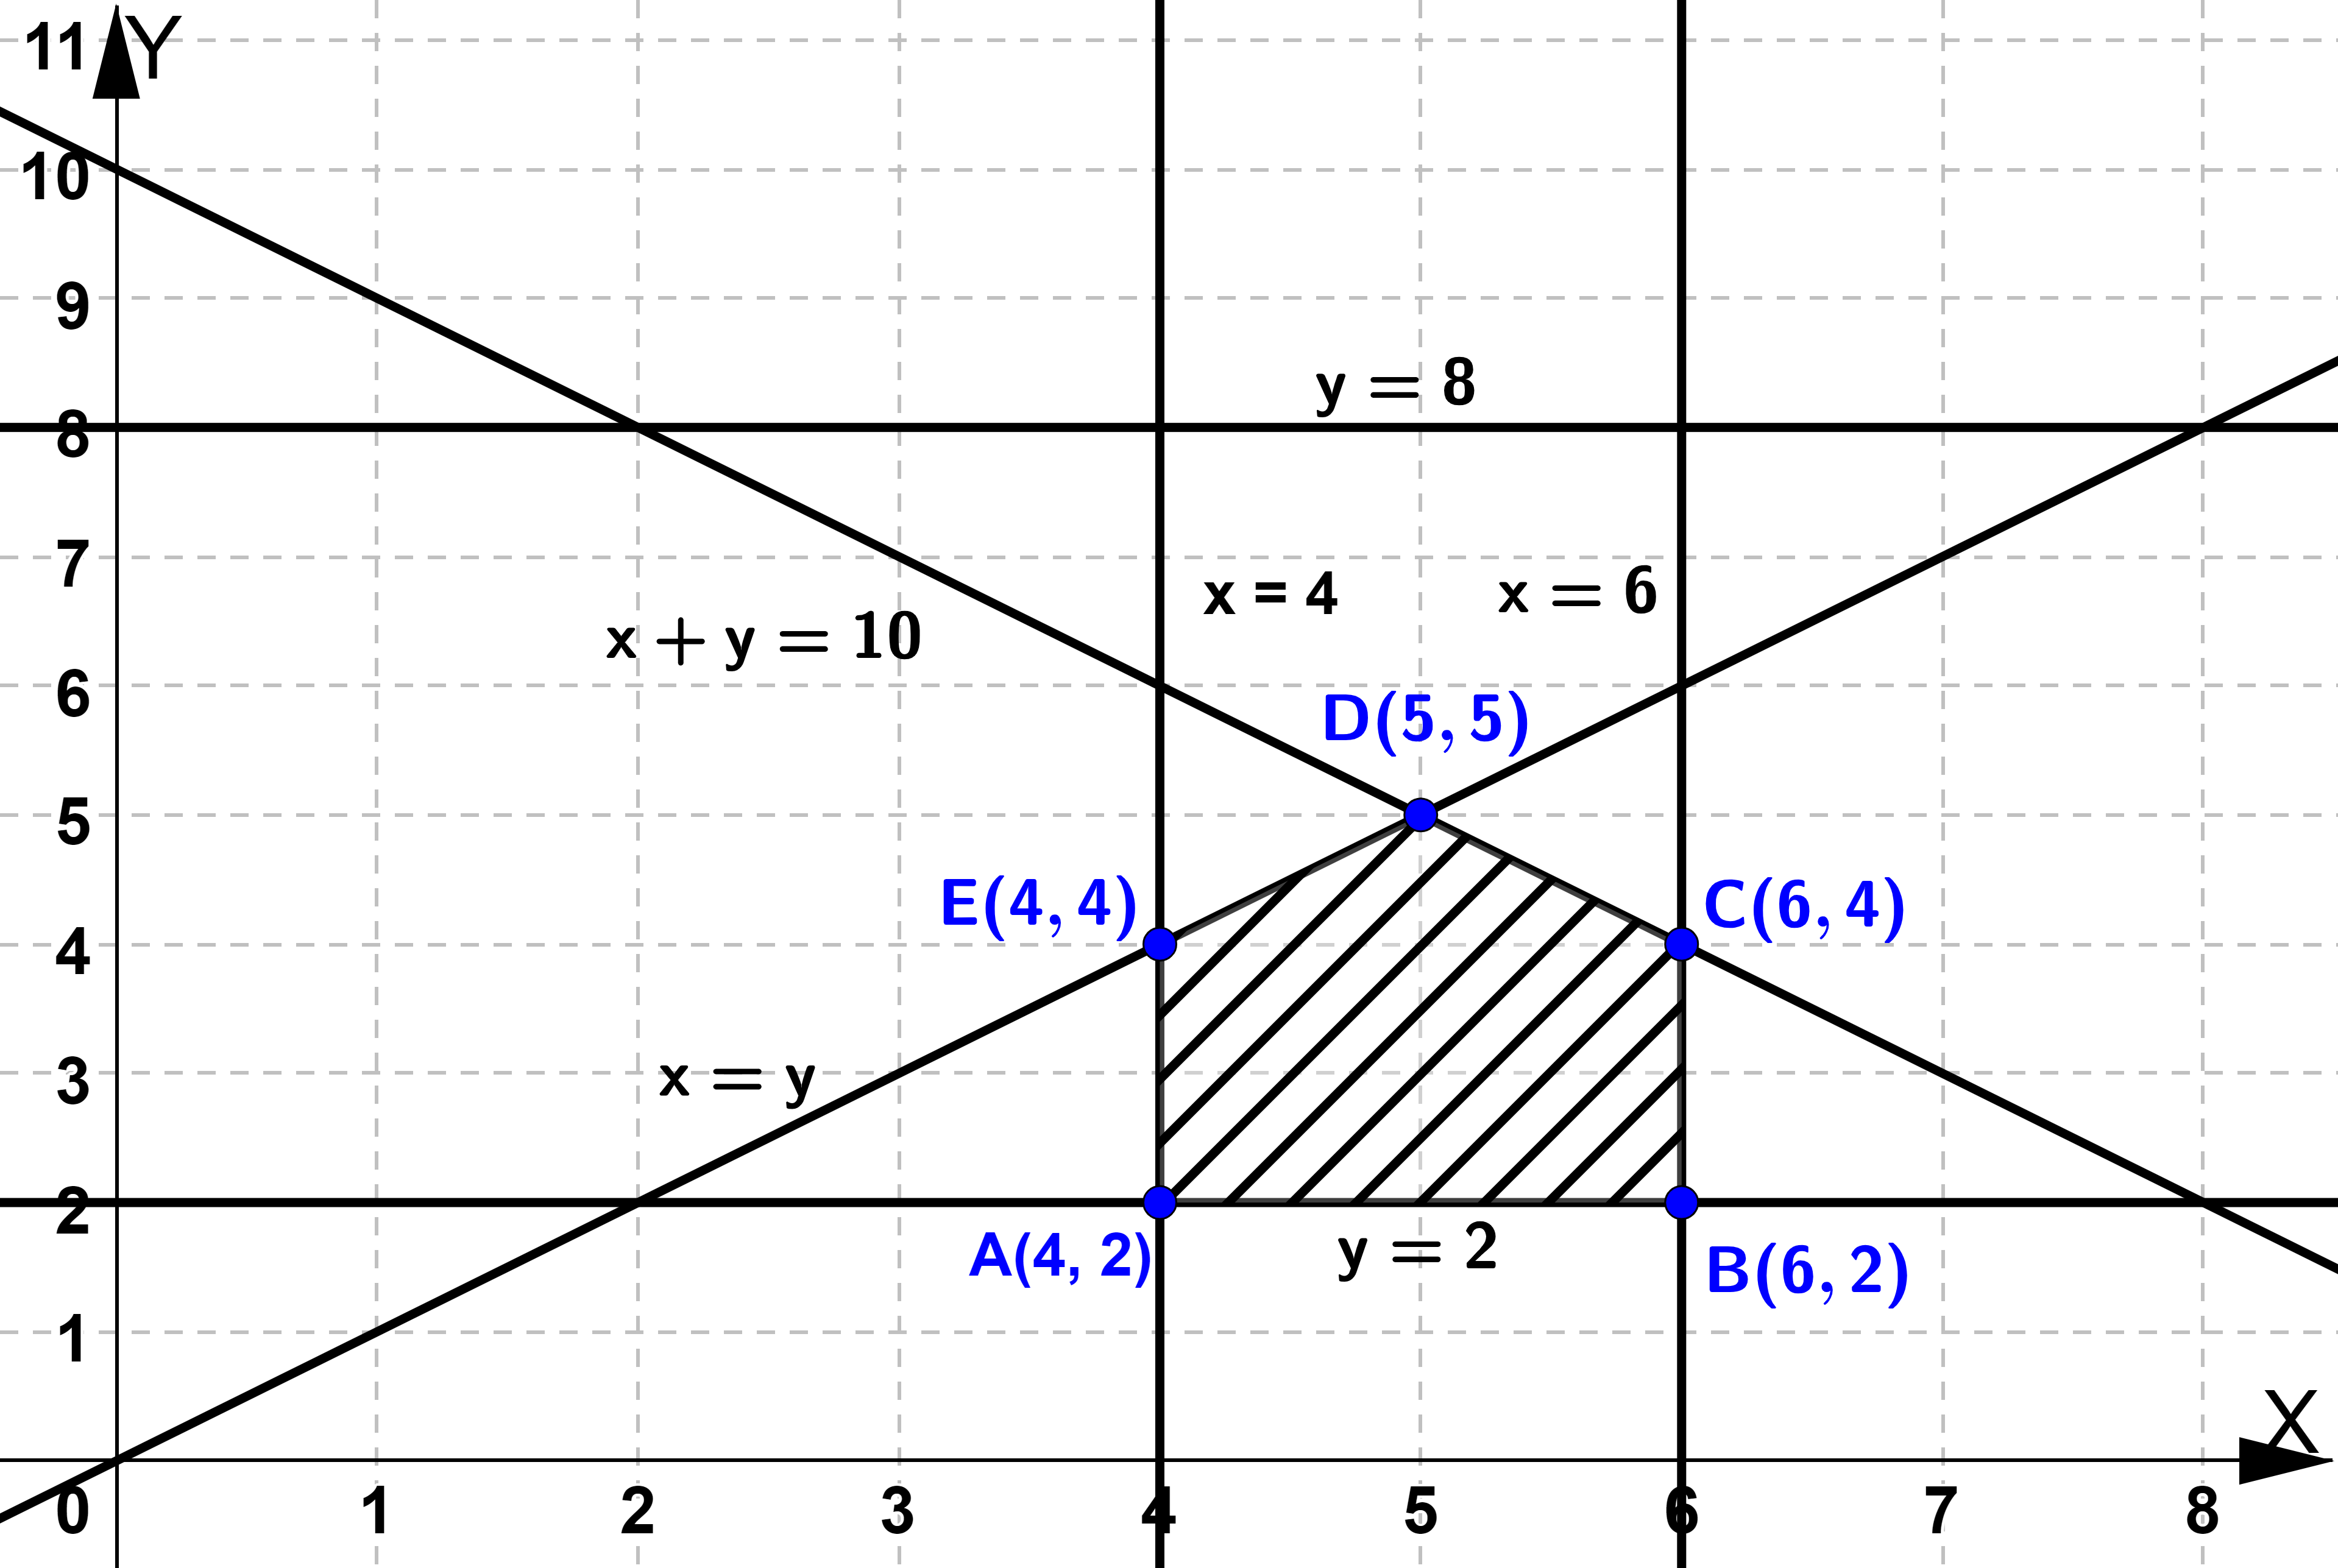 11
Y
10
9
y = 8
8
7
x = 4
x = 6
x + y = 10
6
D(5, 5)
5
E(4, 4)
C(6, 4)
4
x = y
3
2
A(4, 2)
y = 2
B(6, 2)
1
X
0 1 2 3 4 5 6 7 8